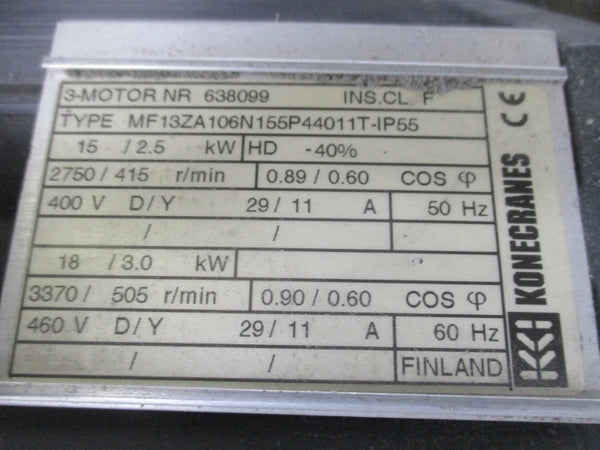 3-MOTOR NR 638099 INS.CL. F
TYPE MF13ZA106N155P44011T-IP55
15 / 2.5 kW HD -40%
2750 / 415 r/min 0.89 / 0.60 COS φ
400 V D/Y 29 / 11 A 50 Hz
/ /
18 / 3.0 kW
3370 / 505 r/min 0.90 / 0.60 COS φ
460 V D/Y 29 / 11 A 60 Hz
/ / FINLAND
KONECRANES CE